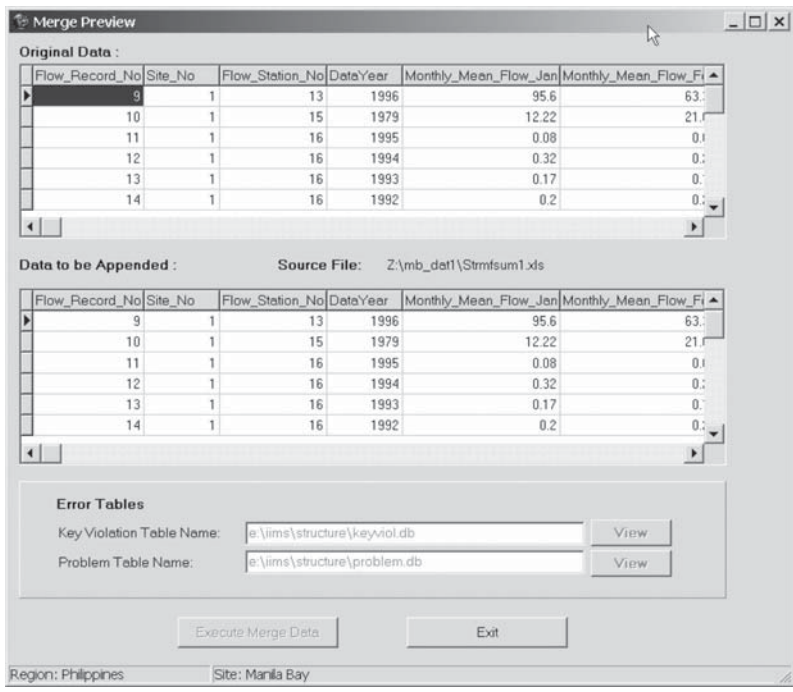 Merge Preview
Original Data :
Flow_Record_No Site_No Flow_Station_No DataYear Monthly_Mean_Flow_Jan
9 1 13 1996 95.6
10 1 15 1979 12.22
11 1 16 1995 0.08
12 1 16 1994 0.32
13 1 16 1993 0.17
14 1 16 1992 0.2
Data to be Appended : Source File: Z:\mb_dat1\Strmfsum1.xls
Flow_Record_No Site_No Flow_Station_No DataYear Monthly_Mean_Flow_Jan
9 1 13 1996 95.6
10 1 15 1979 12.22
11 1 16 1995 0.08
12 1 16 1994 0.32
13 1 16 1993 0.17
14 1 16 1992 0.2
Error Tables
Key Violation Table Name: e:\iims\structure\keyviol.db View
Problem Table Name: e:\iims\structure\problem.db View
Execute Merge Data Exit
Region: Philippines Site: Manila Bay